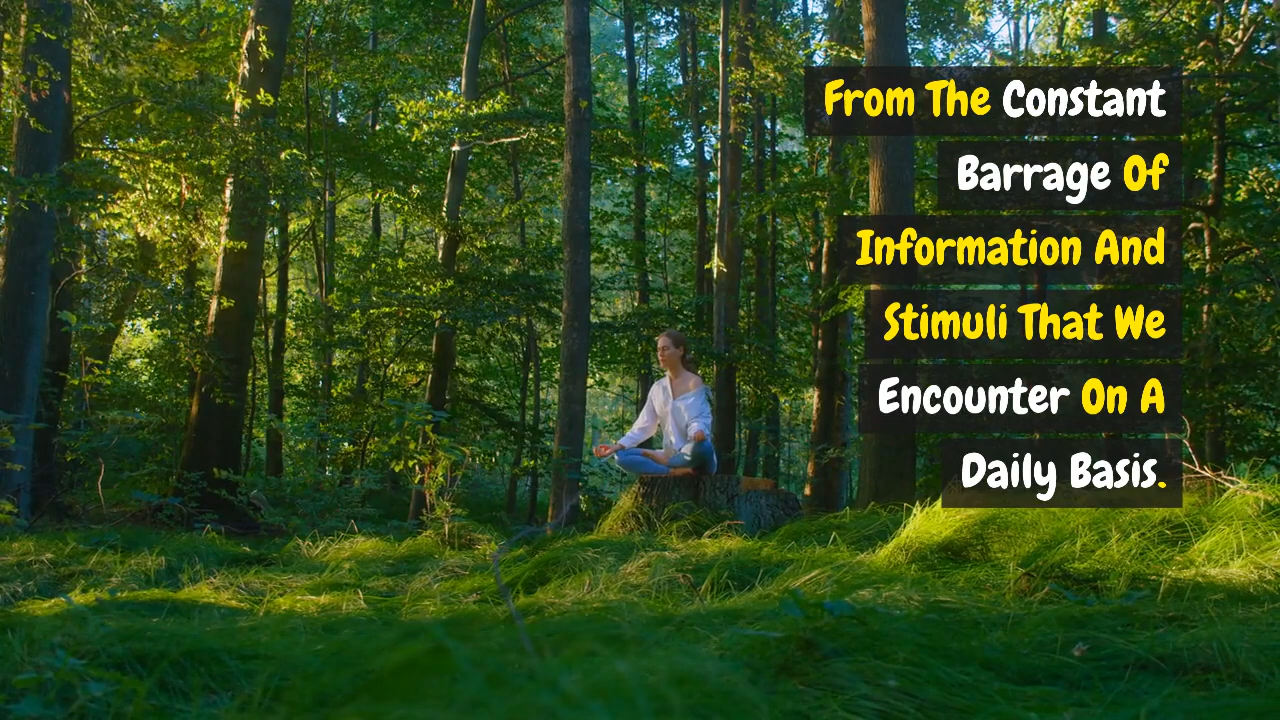 From The Constant
Barrage Of
Information And
Stimuli That We
Encounter On A
Daily Basis.